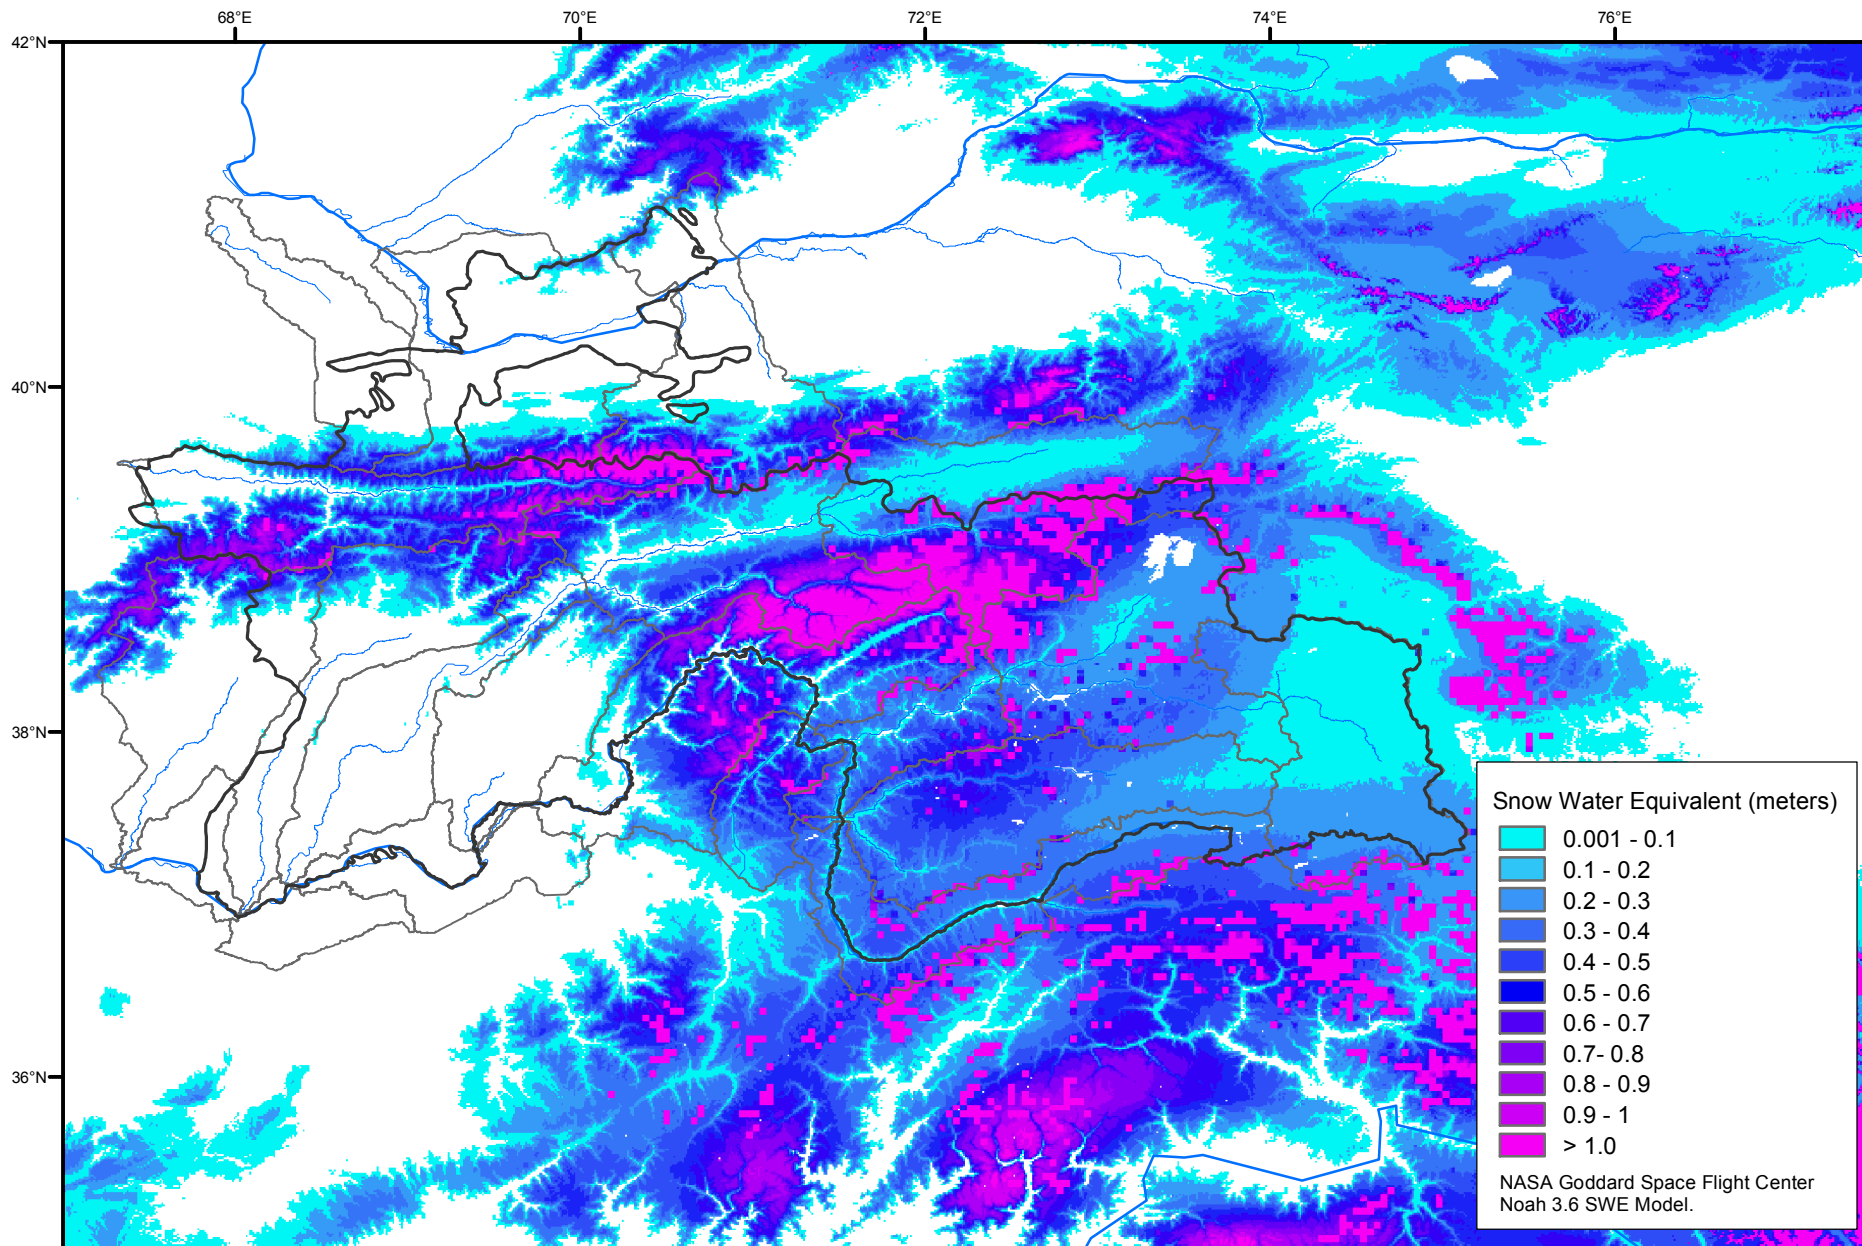 68°E 70°E 72°E 74°E 76°E
42°N
40°N
38°N
36°N
Snow Water Equivalent (meters)
0.001 - 0.1
0.1 - 0.2
0.2 - 0.3
0.3 - 0.4
0.4 - 0.5
0.5 - 0.6
0.6 - 0.7
0.7- 0.8
0.8 - 0.9
0.9 - 1
> 1.0
NASA Goddard Space Flight Center
Noah 3.6 SWE Model.